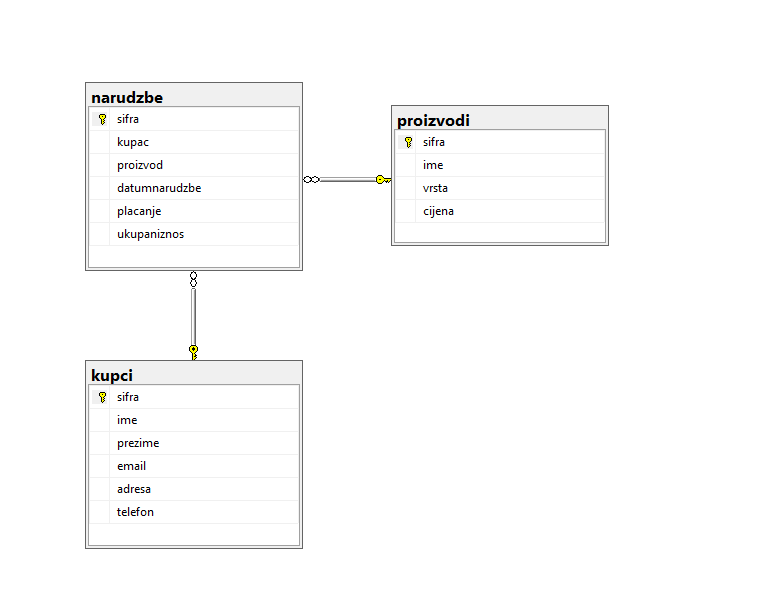 narudzbe
sifra
kupac
proizvod
datumnarudzbe
placanje
ukupaniznos
proizvodi
sifra
ime
vrsta
cijena
kupci
sifra
ime
prezime
email
adresa
telefon